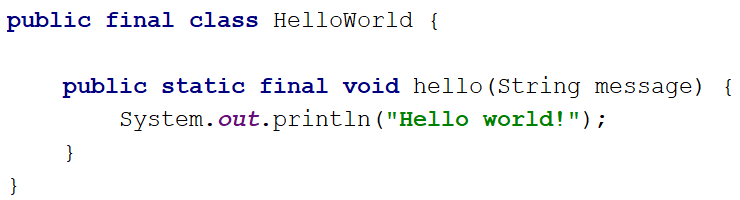 public final class HelloWorld {
    public static final void hello(String message) {
        System.out.println("Hello world!");
    }
}